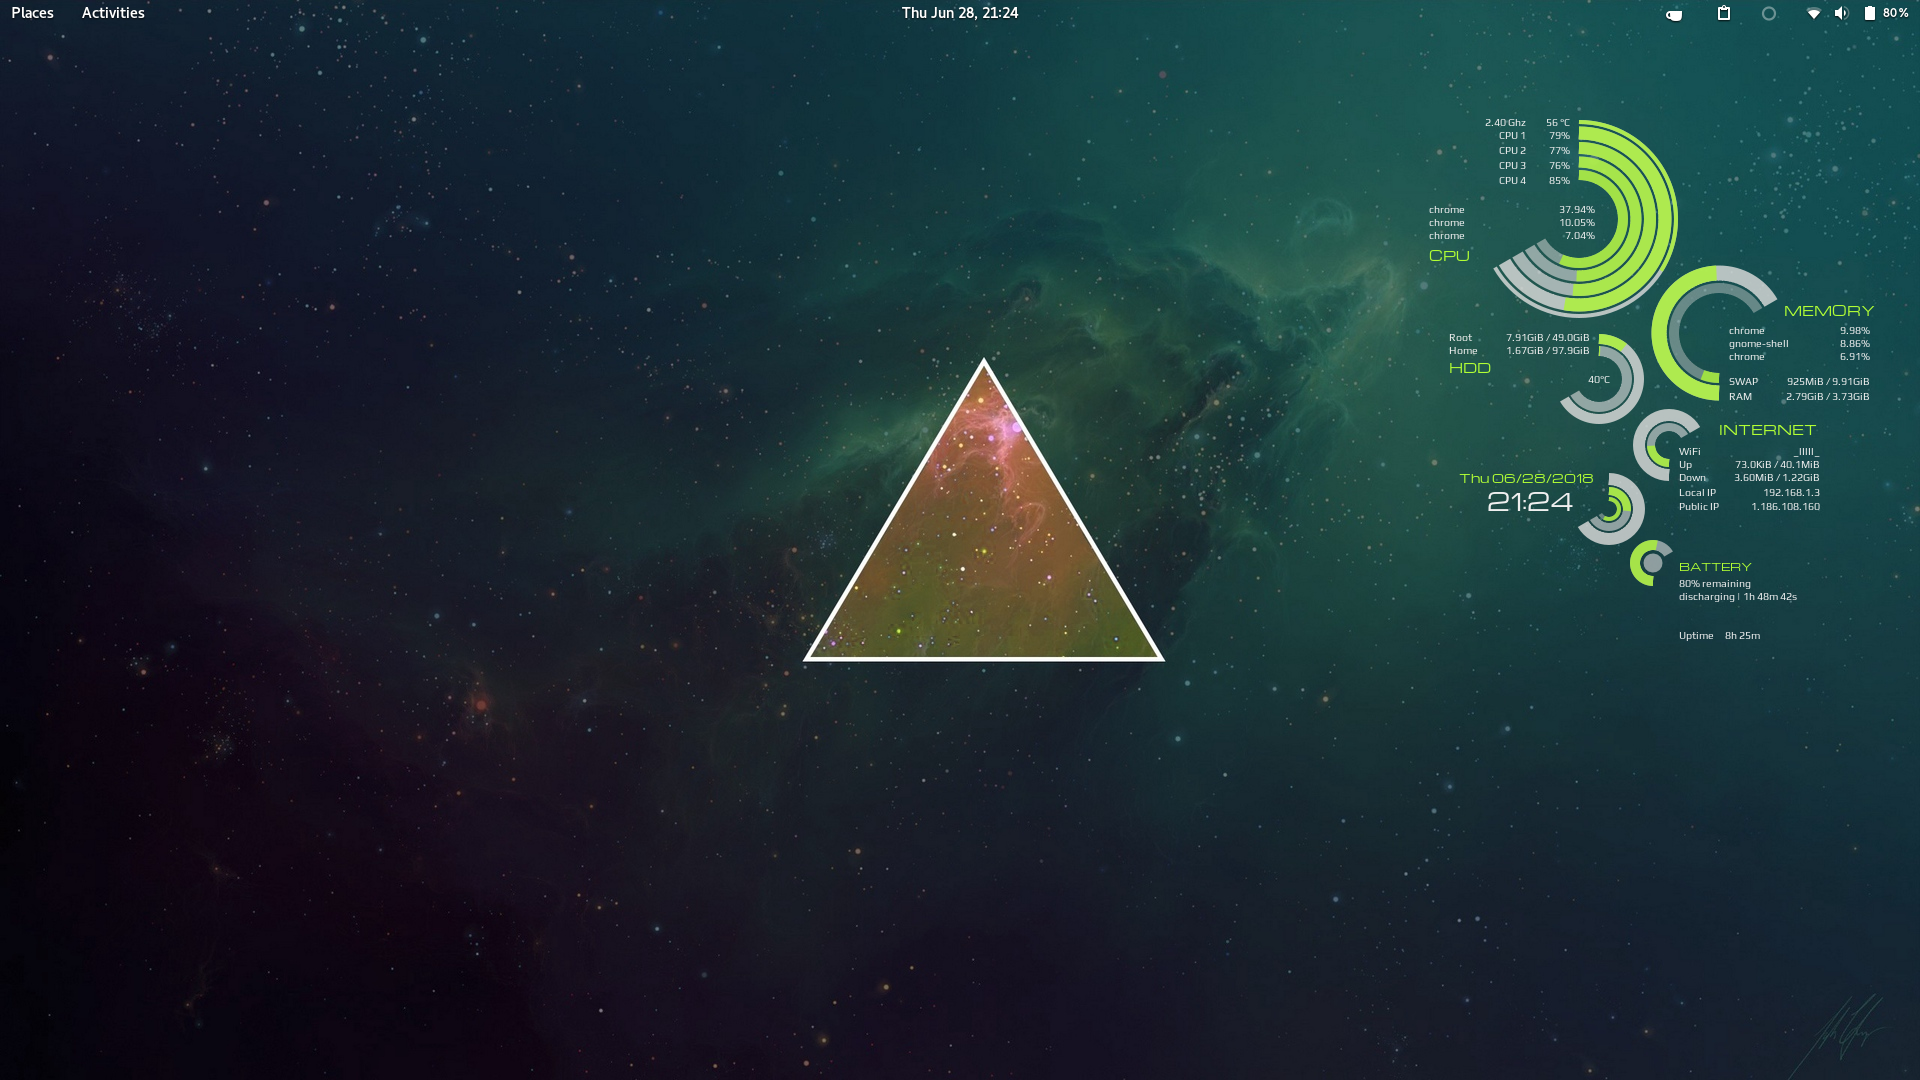 Places Activities Thu Jun 28, 21:24 80%
2.40 Ghz 56 °C
CPU 1 79%
CPU 2 77%
CPU 3 76%
CPU 4 85%
chrome 37.94%
chrome 10.05%
chrome 7.04%
CPU
MEMORY
chrome 9.98%
gnome-shell 8.86%
chrome 6.91%
SWAP 925MiB / 9.91GiB
RAM 2.79GiB / 3.73GiB
Root 7.91GiB / 49.0GiB
Home 1.67GiB / 97.9GiB
HDD
40°C
INTERNET
WiFi _IIIII_
Up 73.0KiB / 40.1MiB
Down 3.60MiB / 1.22GiB
Local IP 192.168.1.3
Public IP 1.186.108.160
Thu 06/28/2018
21:24
BATTERY
80% remaining
discharging | 1h 48m 42s
Uptime 8h 25m